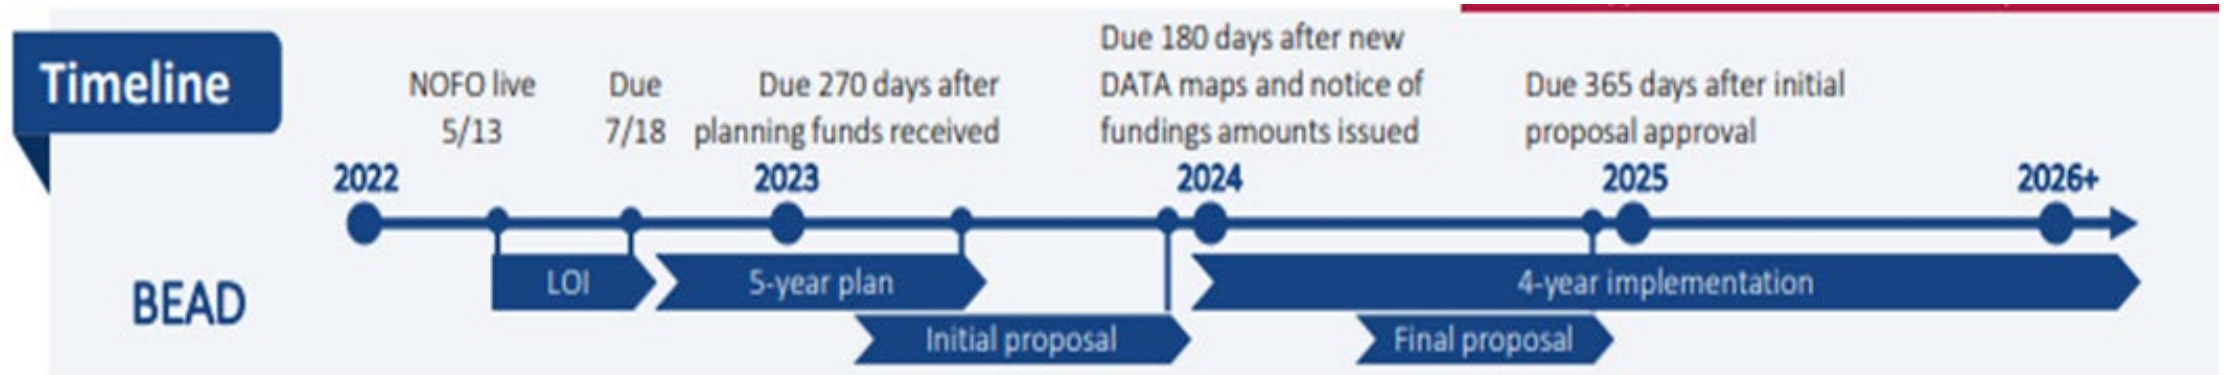 Timeline
NOFO live
5/13
Due
7/18
Due 270 days after
planning funds received
Due 180 days after new
DATA maps and notice of
fundings amounts issued
Due 365 days after initial
proposal approval
2022
2023
2024
2025
2026+
BEAD
LOI
5-year plan
4-year implementation
Initial proposal
Final proposal